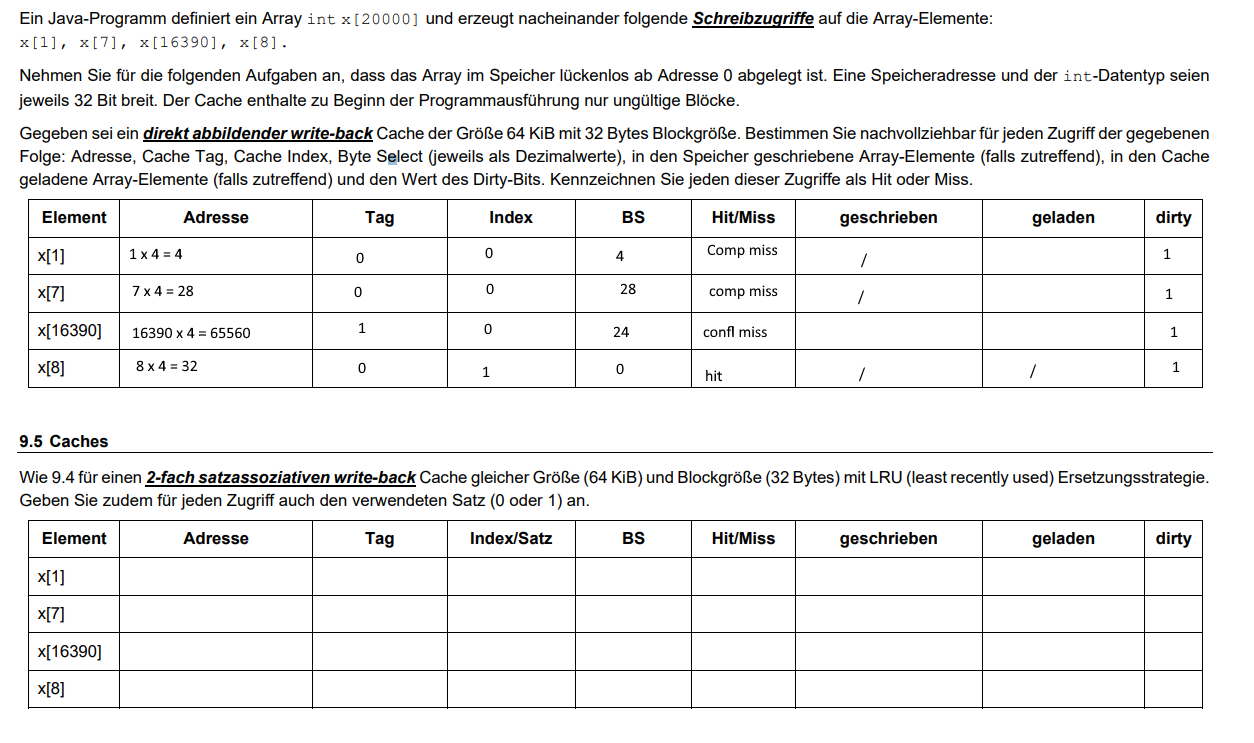 Ein Java-Programm definiert ein Array int x[20000] und erzeugt nacheinander folgende Schreibzugriffe auf die Array-Elemente:
x[1], x[7], x[16390], x[8].
Nehmen Sie für die folgenden Aufgaben an, dass das Array im Speicher lückenlos ab Adresse 0 abgelegt ist. Eine Speicheradresse und der int-Datentyp seien
jeweils 32 Bit breit. Der Cache enthalte zu Beginn der Programmausführung nur ungültige Blöcke.
Gegeben sei ein direkt abbildender write-back Cache der Größe 64 KiB mit 32 Bytes Blockgröße. Bestimmen Sie nachvollziehbar für jeden Zugriff der gegebenen
Folge: Adresse, Cache Tag, Cache Index, Byte Select (jeweils als Dezimalwerte), in den Speicher geschriebene Array-Elemente (falls zutreffend), in den Cache
geladene Array-Elemente (falls zutreffend) und den Wert des Dirty-Bits. Kennzeichnen Sie jeden dieser Zugriffe als Hit oder Miss.
Element Adresse Tag Index BS Hit/Miss geschrieben geladen dirty
x[1] 1 x 4 = 4 0 0 4 Comp miss / 1
x[7] 7 x 4 = 28 0 0 28 comp miss / 1
x[16390] 16390 x 4 = 65560 1 0 24 confl miss 1
x[8] 8 x 4 = 32 0 1 0 hit / / 1
9.5 Caches
Wie 9.4 für einen 2-fach satzassoziativen write-back Cache gleicher Größe (64 KiB) und Blockgröße (32 Bytes) mit LRU (least recently used) Ersetzungsstrategie.
Geben Sie zudem für jeden Zugriff auch den verwendeten Satz (0 oder 1) an.
Element Adresse Tag Index/Satz BS Hit/Miss geschrieben geladen dirty
x[1]
x[7]
x[16390]
x[8]